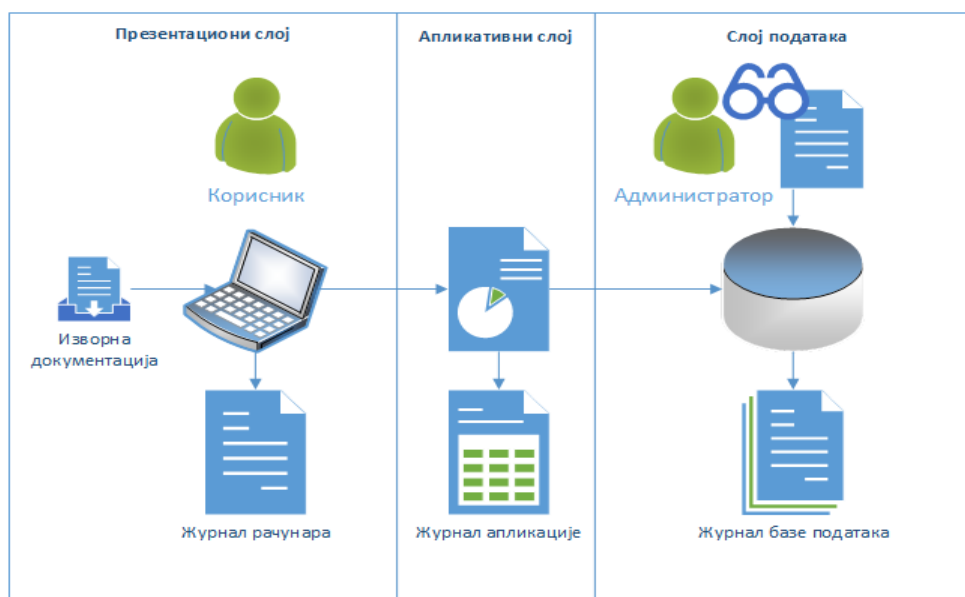 Презентациони слој
Апликативни слој
Слој података
Корисник
Администратор
Изворна
документација
Журнал рачунара
Журнал апликације
Журнал базе података